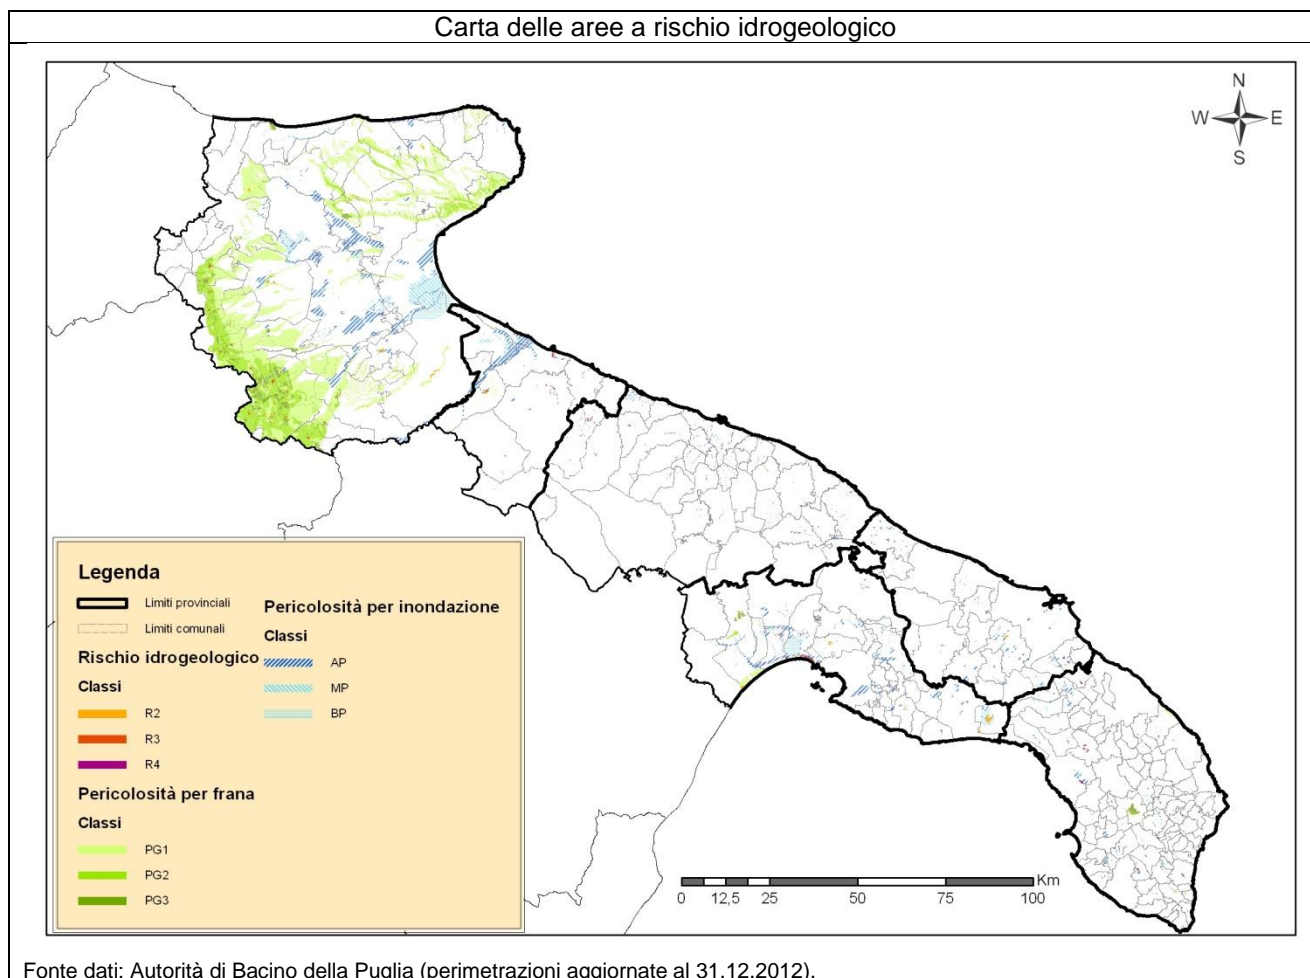 Carta delle aree a rischio idrogeologico
N
W E
S
Legenda
Limiti provinciali
Limiti comunali
Rischio idrogeologico
Classi
R2
R3
R4
Pericolosità per frana
Classi
PG1
PG2
PG3
Pericolosità per inondazione
Classi
AP
MP
BP
Km
0 12,5 25 50 75 100
Fonte dati: Autorità di Bacino della Puglia (perimetrazioni aggiornate al 31.12.2012).